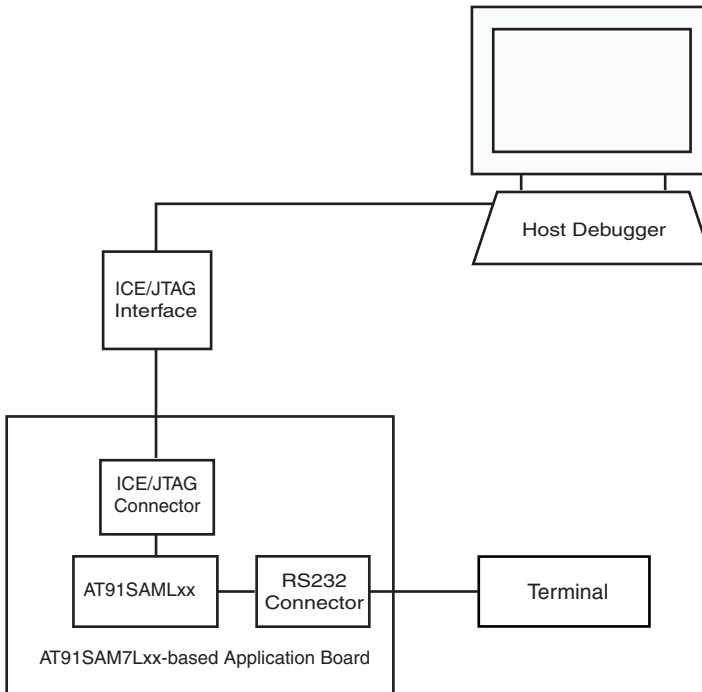 Host Debugger
ICE/JTAG
Interface
ICE/JTAG
Connector
AT91SAMLxx
RS232
Connector
Terminal
AT91SAM7Lxx-based Application Board